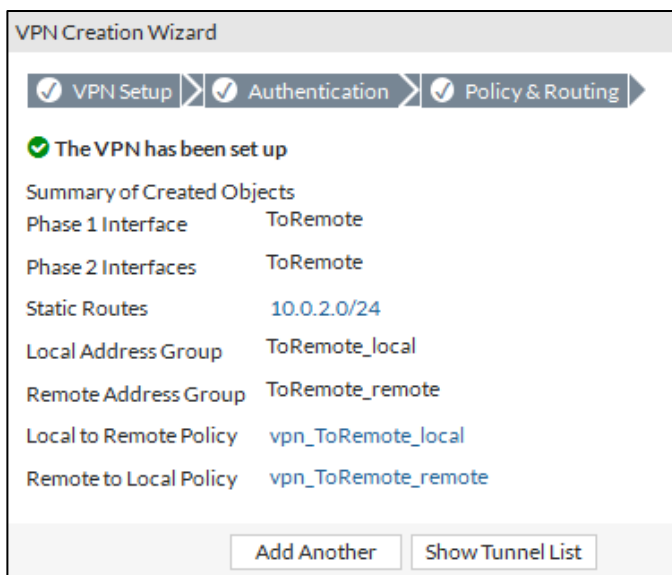 VPN Creation Wizard
VPN Setup Authentication Policy & Routing
The VPN has been set up
Summary of Created Objects
Phase 1 Interface ToRemote
Phase 2 Interfaces ToRemote
Static Routes 10.0.2.0/24
Local Address Group ToRemote_local
Remote Address Group ToRemote_remote
Local to Remote Policy vpn_ToRemote_local
Remote to Local Policy vpn_ToRemote_remote
Add Another Show Tunnel List